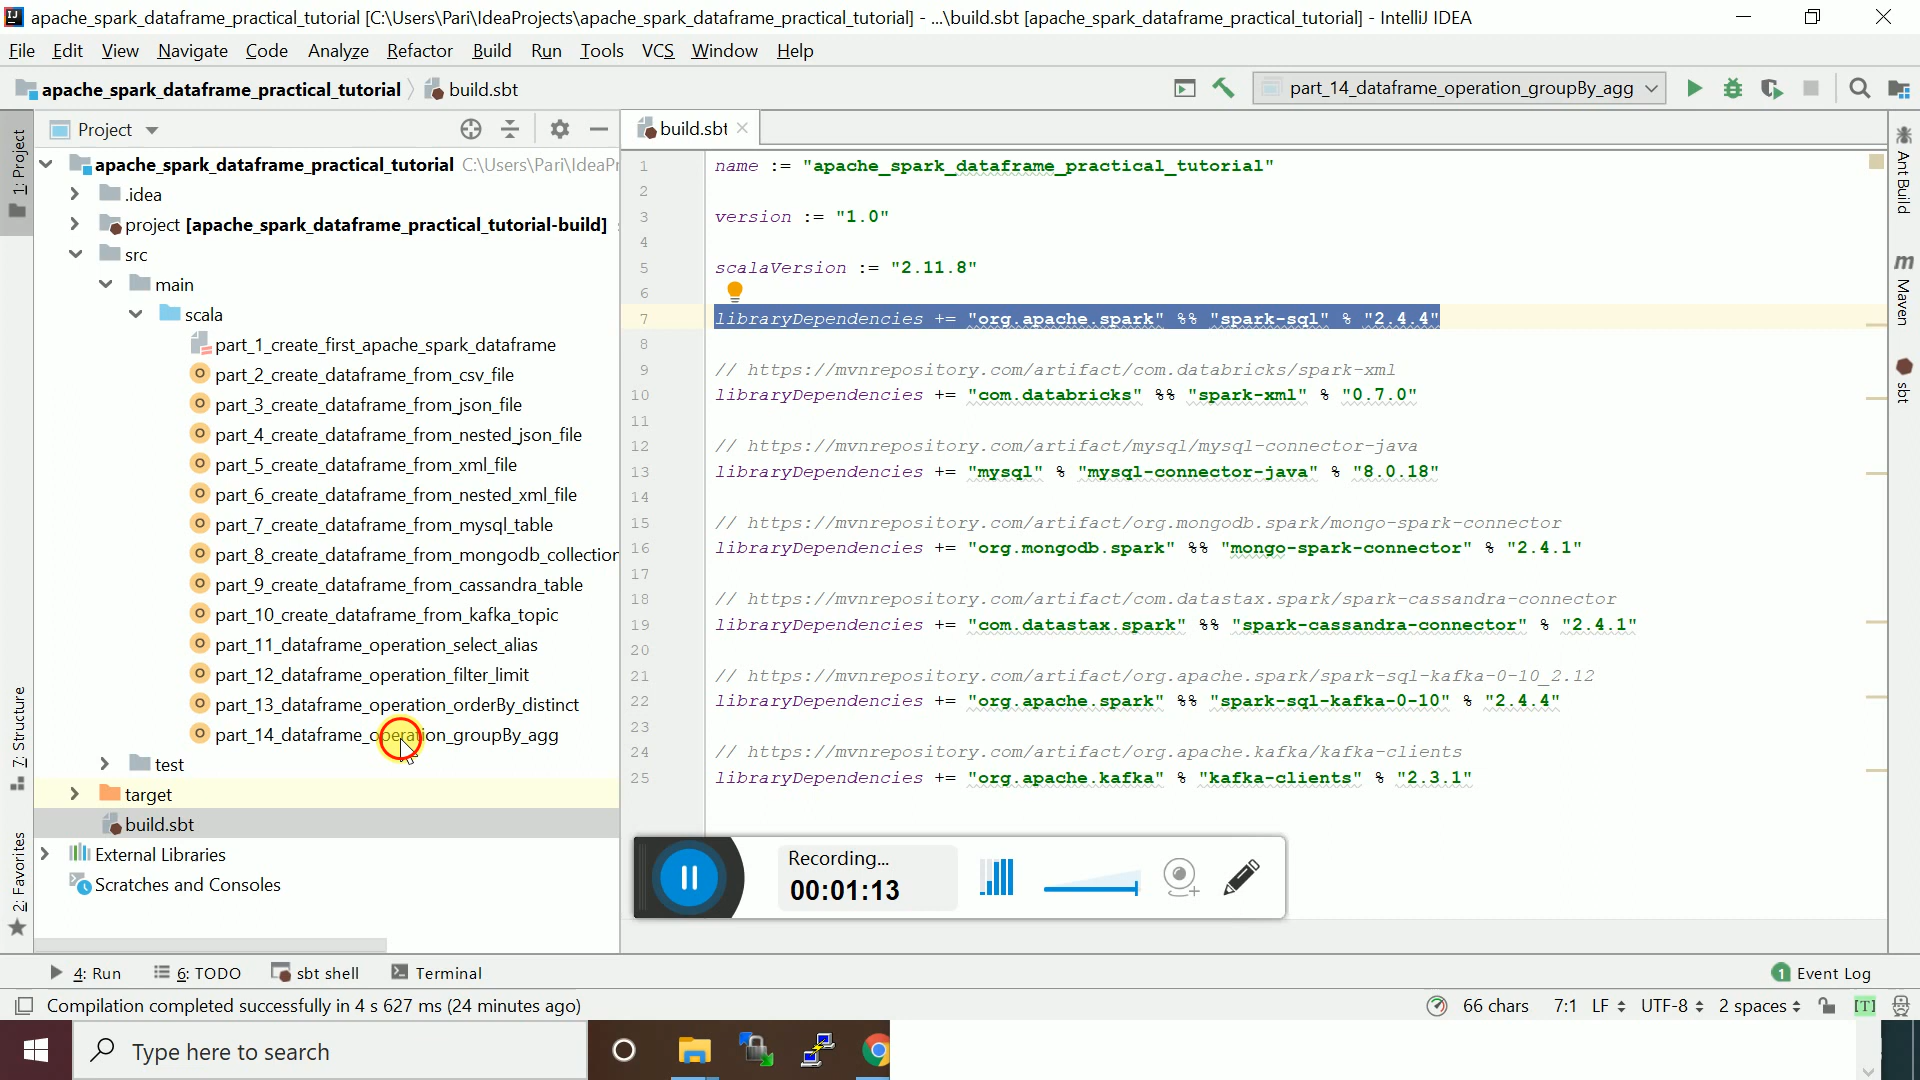 apache_spark_dataframe_practical_tutorial [C:\Users\Pari\IdeaProjects\apache_spark_dataframe_practical_tutorial] - ...\build.sbt [apache_spark_dataframe_practical_tutorial] - IntelliJ IDEA
File Edit View Navigate Code Analyze Refactor Build Run Tools VCS Window Help
apache_spark_dataframe_practical_tutorial build.sbt part_14_dataframe_operation_groupBy_agg
Project
build.sbt
1: Project
7: Structure
2: Favorites
apache_spark_dataframe_practical_tutorial C:\Users\Pari\IdeaPr
.idea
project [apache_spark_dataframe_practical_tutorial-build]
src
main
scala
part_1_create_first_apache_spark_dataframe
part_2_create_dataframe_from_csv_file
part_3_create_dataframe_from_json_file
part_4_create_dataframe_from_nested_json_file
part_5_create_dataframe_from_xml_file
part_6_create_dataframe_from_nested_xml_file
part_7_create_dataframe_from_mysql_table
part_8_create_dataframe_from_mongodb_collection
part_9_create_dataframe_from_cassandra_table
part_10_create_dataframe_from_kafka_topic
part_11_dataframe_operation_select_alias
part_12_dataframe_operation_filter_limit
part_13_dataframe_operation_orderBy_distinct
part_14_dataframe_operation_groupBy_agg
test
target
build.sbt
External Libraries
Scratches and Consoles
1 name := "apache_spark_dataframe_practical_tutorial"
2
3 version := "1.0"
4
5 scalaVersion := "2.11.8"
6
7 libraryDependencies += "org.apache.spark" %% "spark-sql" % "2.4.4"
8
9 // https://mvnrepository.com/artifact/com.databricks/spark-xml
10 libraryDependencies += "com.databricks" %% "spark-xml" % "0.7.0"
11
12 // https://mvnrepository.com/artifact/mysql/mysql-connector-java
13 libraryDependencies += "mysql" % "mysql-connector-java" % "8.0.18"
14
15 // https://mvnrepository.com/artifact/org.mongodb.spark/mongo-spark-connector
16 libraryDependencies += "org.mongodb.spark" %% "mongo-spark-connector" % "2.4.1"
17
18 // https://mvnrepository.com/artifact/com.datastax.spark/spark-cassandra-connector
19 libraryDependencies += "com.datastax.spark" %% "spark-cassandra-connector" % "2.4.1"
20
21 // https://mvnrepository.com/artifact/org.apache.spark/spark-sql-kafka-0-10_2.12
22 libraryDependencies += "org.apache.spark" %% "spark-sql-kafka-0-10" % "2.4.4"
23
24 // https://mvnrepository.com/artifact/org.apache.kafka/kafka-clients
25 libraryDependencies += "org.apache.kafka" % "kafka-clients" % "2.3.1"
Ant Build
m Maven
sbt
Recording...
00:01:13
4: Run 6: TODO sbt shell Terminal 1 Event Log
Compilation completed successfully in 4 s 627 ms (24 minutes ago) 66 chars 7:1 LF UTF-8 2 spaces [T]
Type here to search